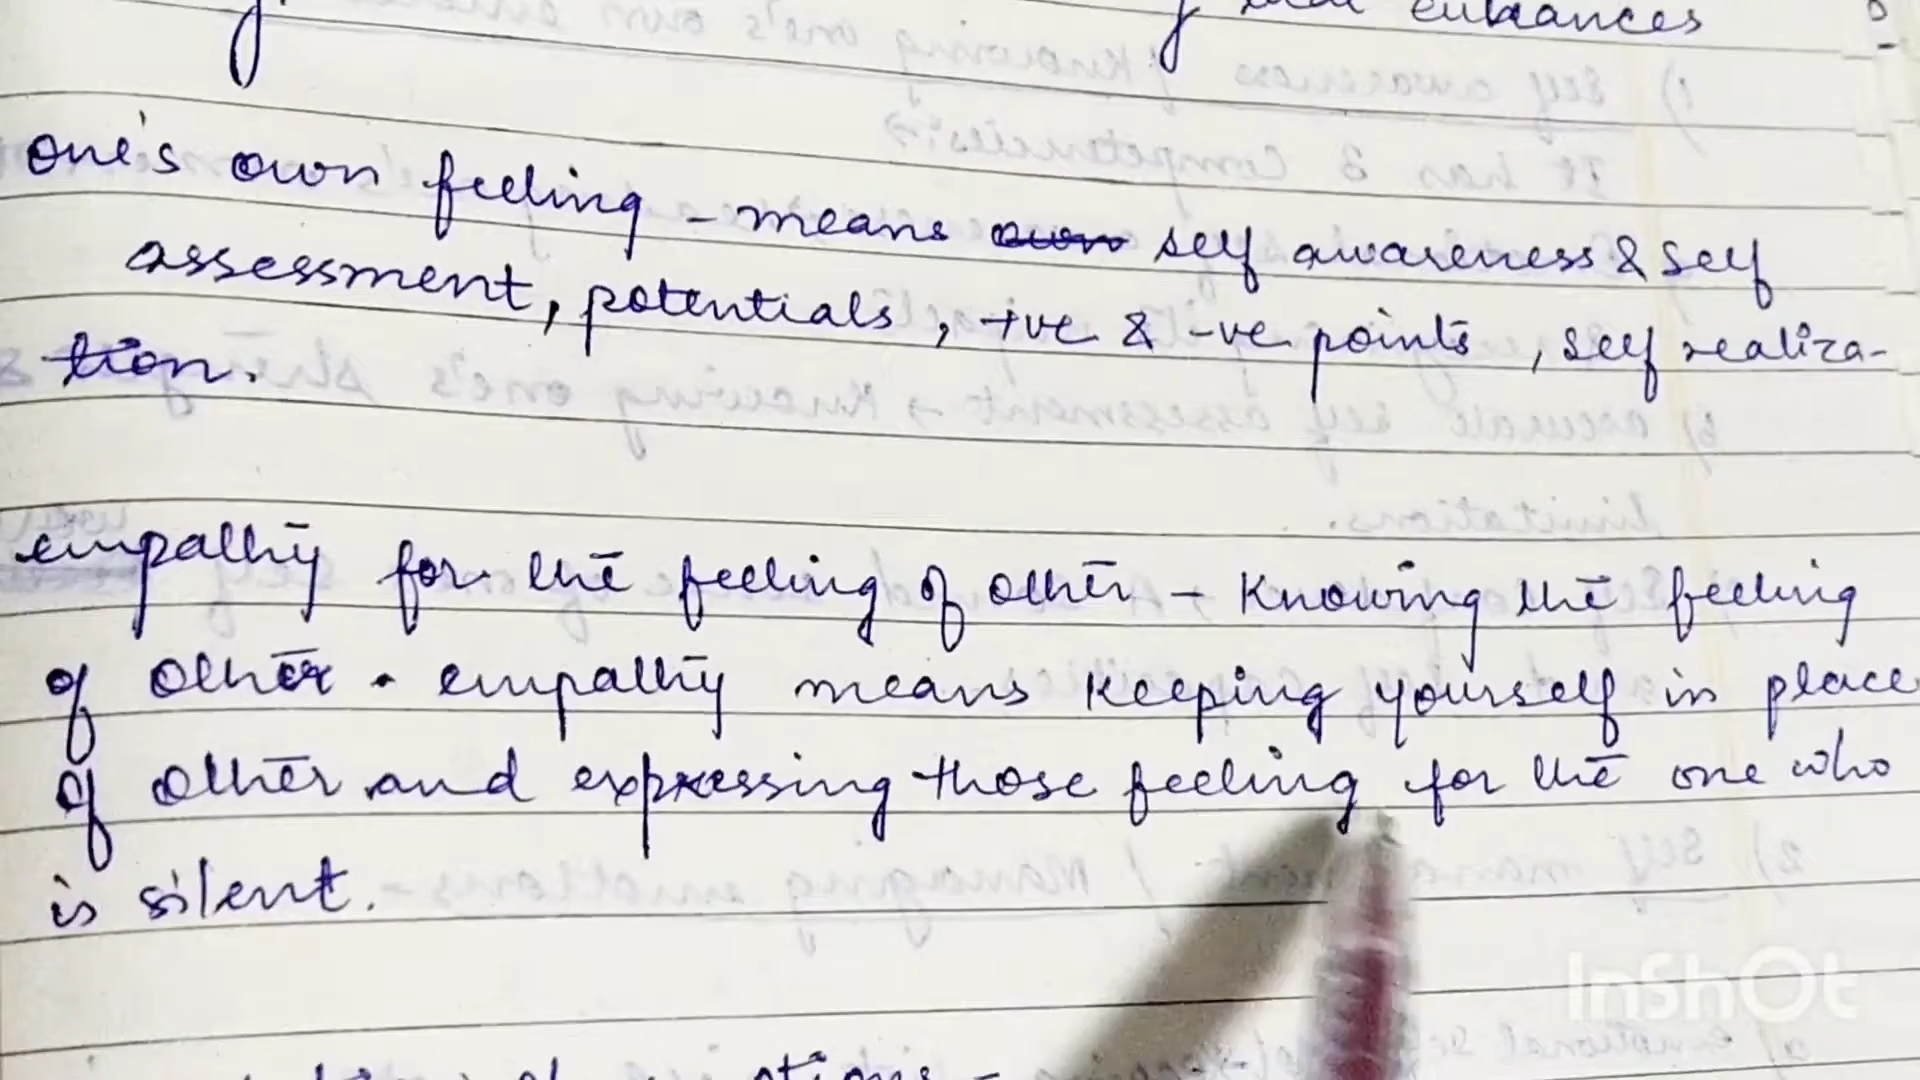 enhances
one's own feeling - means own self awareness & self
assessment, potentials, +ve & -ve points, self realiza-
tion.
empathy for the feeling of other - Knowing the feeling
of other. empathy means keeping yourself in place
of other and expressing those feeling for the one who
is silent.
InShOt